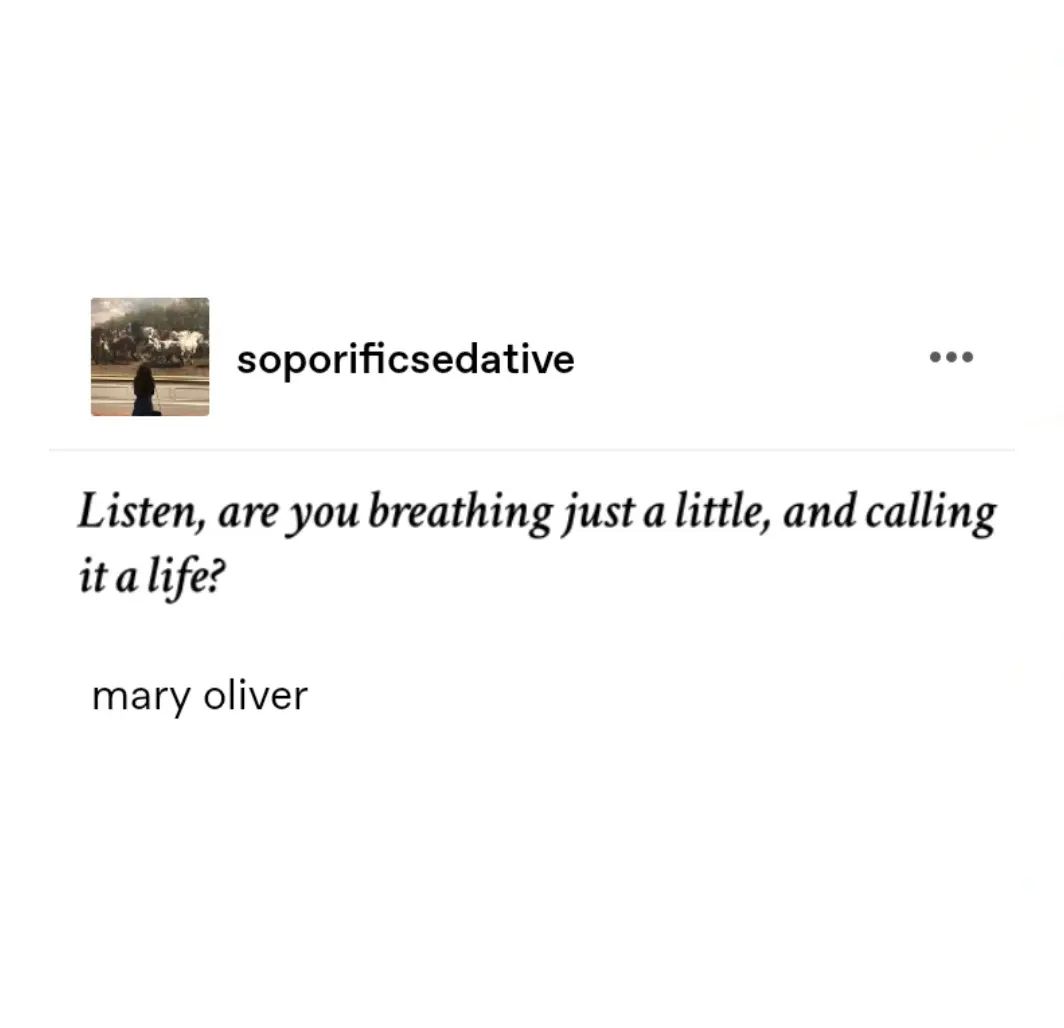 soporificsedative
Listen, are you breathing just a little, and calling
it a life?
mary oliver